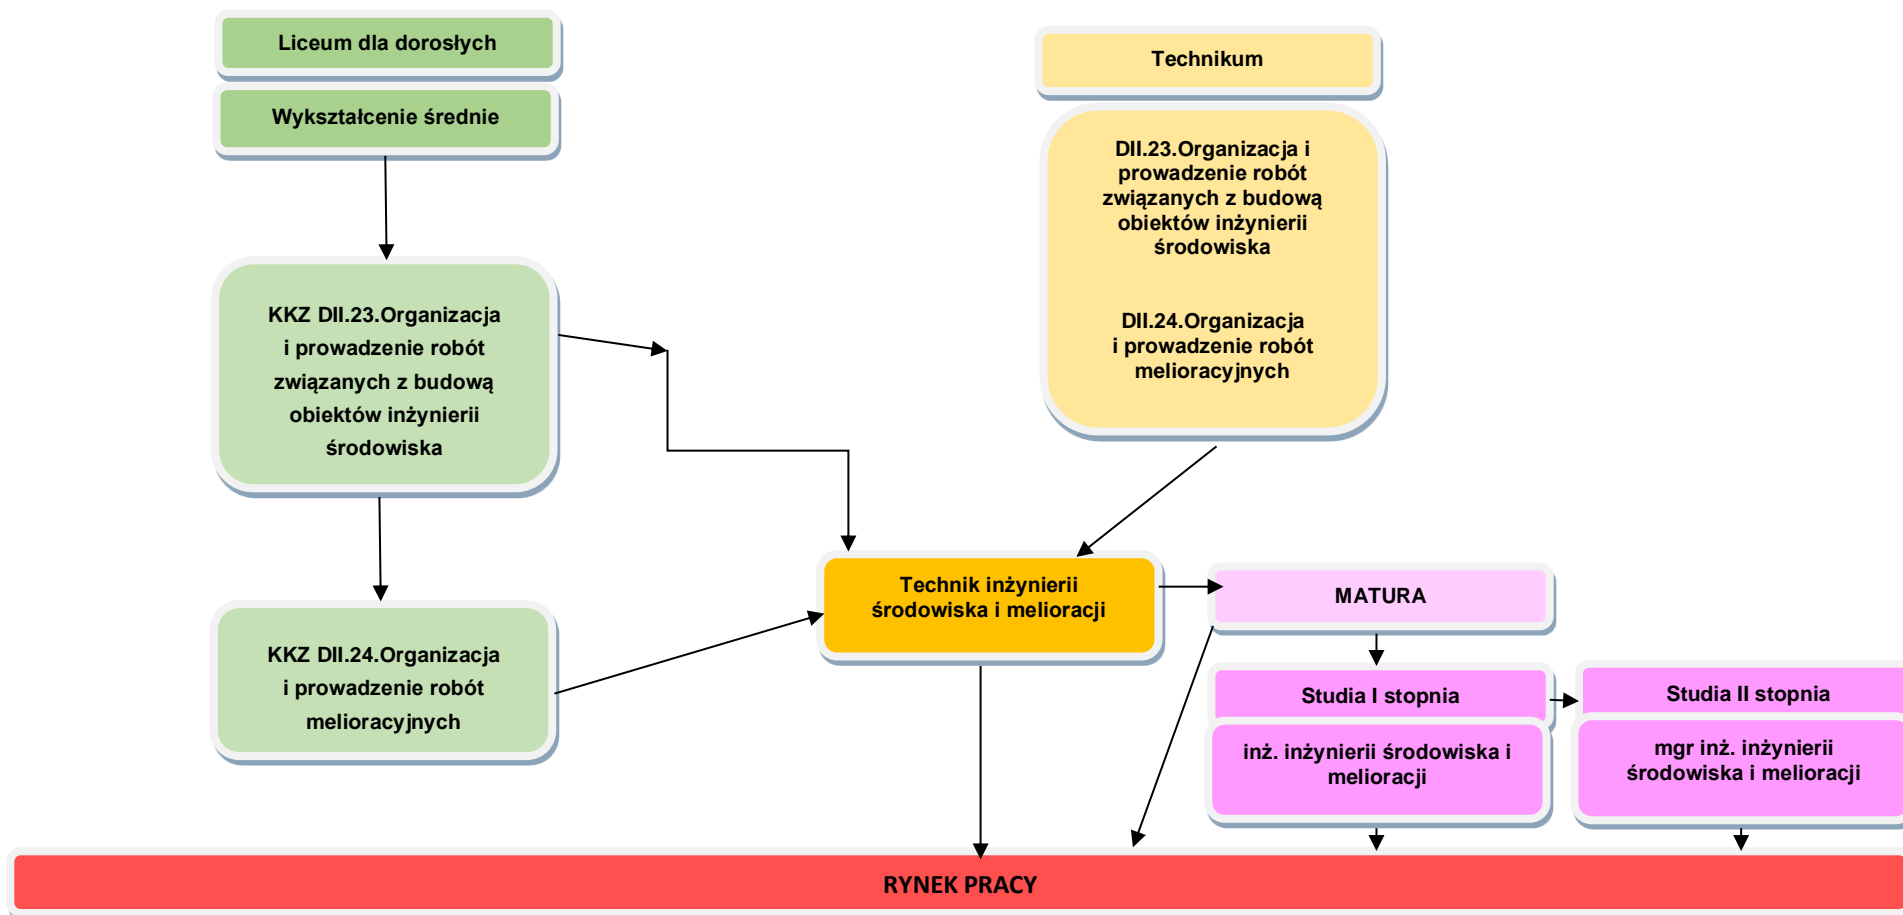 Liceum dla dorosłych
Wykształcenie średnie
KKZ DII.23.Organizacja
i prowadzenie robót
związanych z budową
obiektów inżynierii
środowiska
KKZ DII.24.Organizacja
i prowadzenie robót
melioracyjnych
Technikum
DII.23.Organizacja i
prowadzenie robót
związanych z budową
obiektów inżynierii
środowiska
DII.24.Organizacja
i prowadzenie robót
melioracyjnych
Technik inżynierii
środowiska i melioracji
MATURA
Studia I stopnia
inż. inżynierii środowiska i
melioracji
Studia II stopnia
mgr inż. inżynierii
środowiska i melioracji
RYNEK PRACY